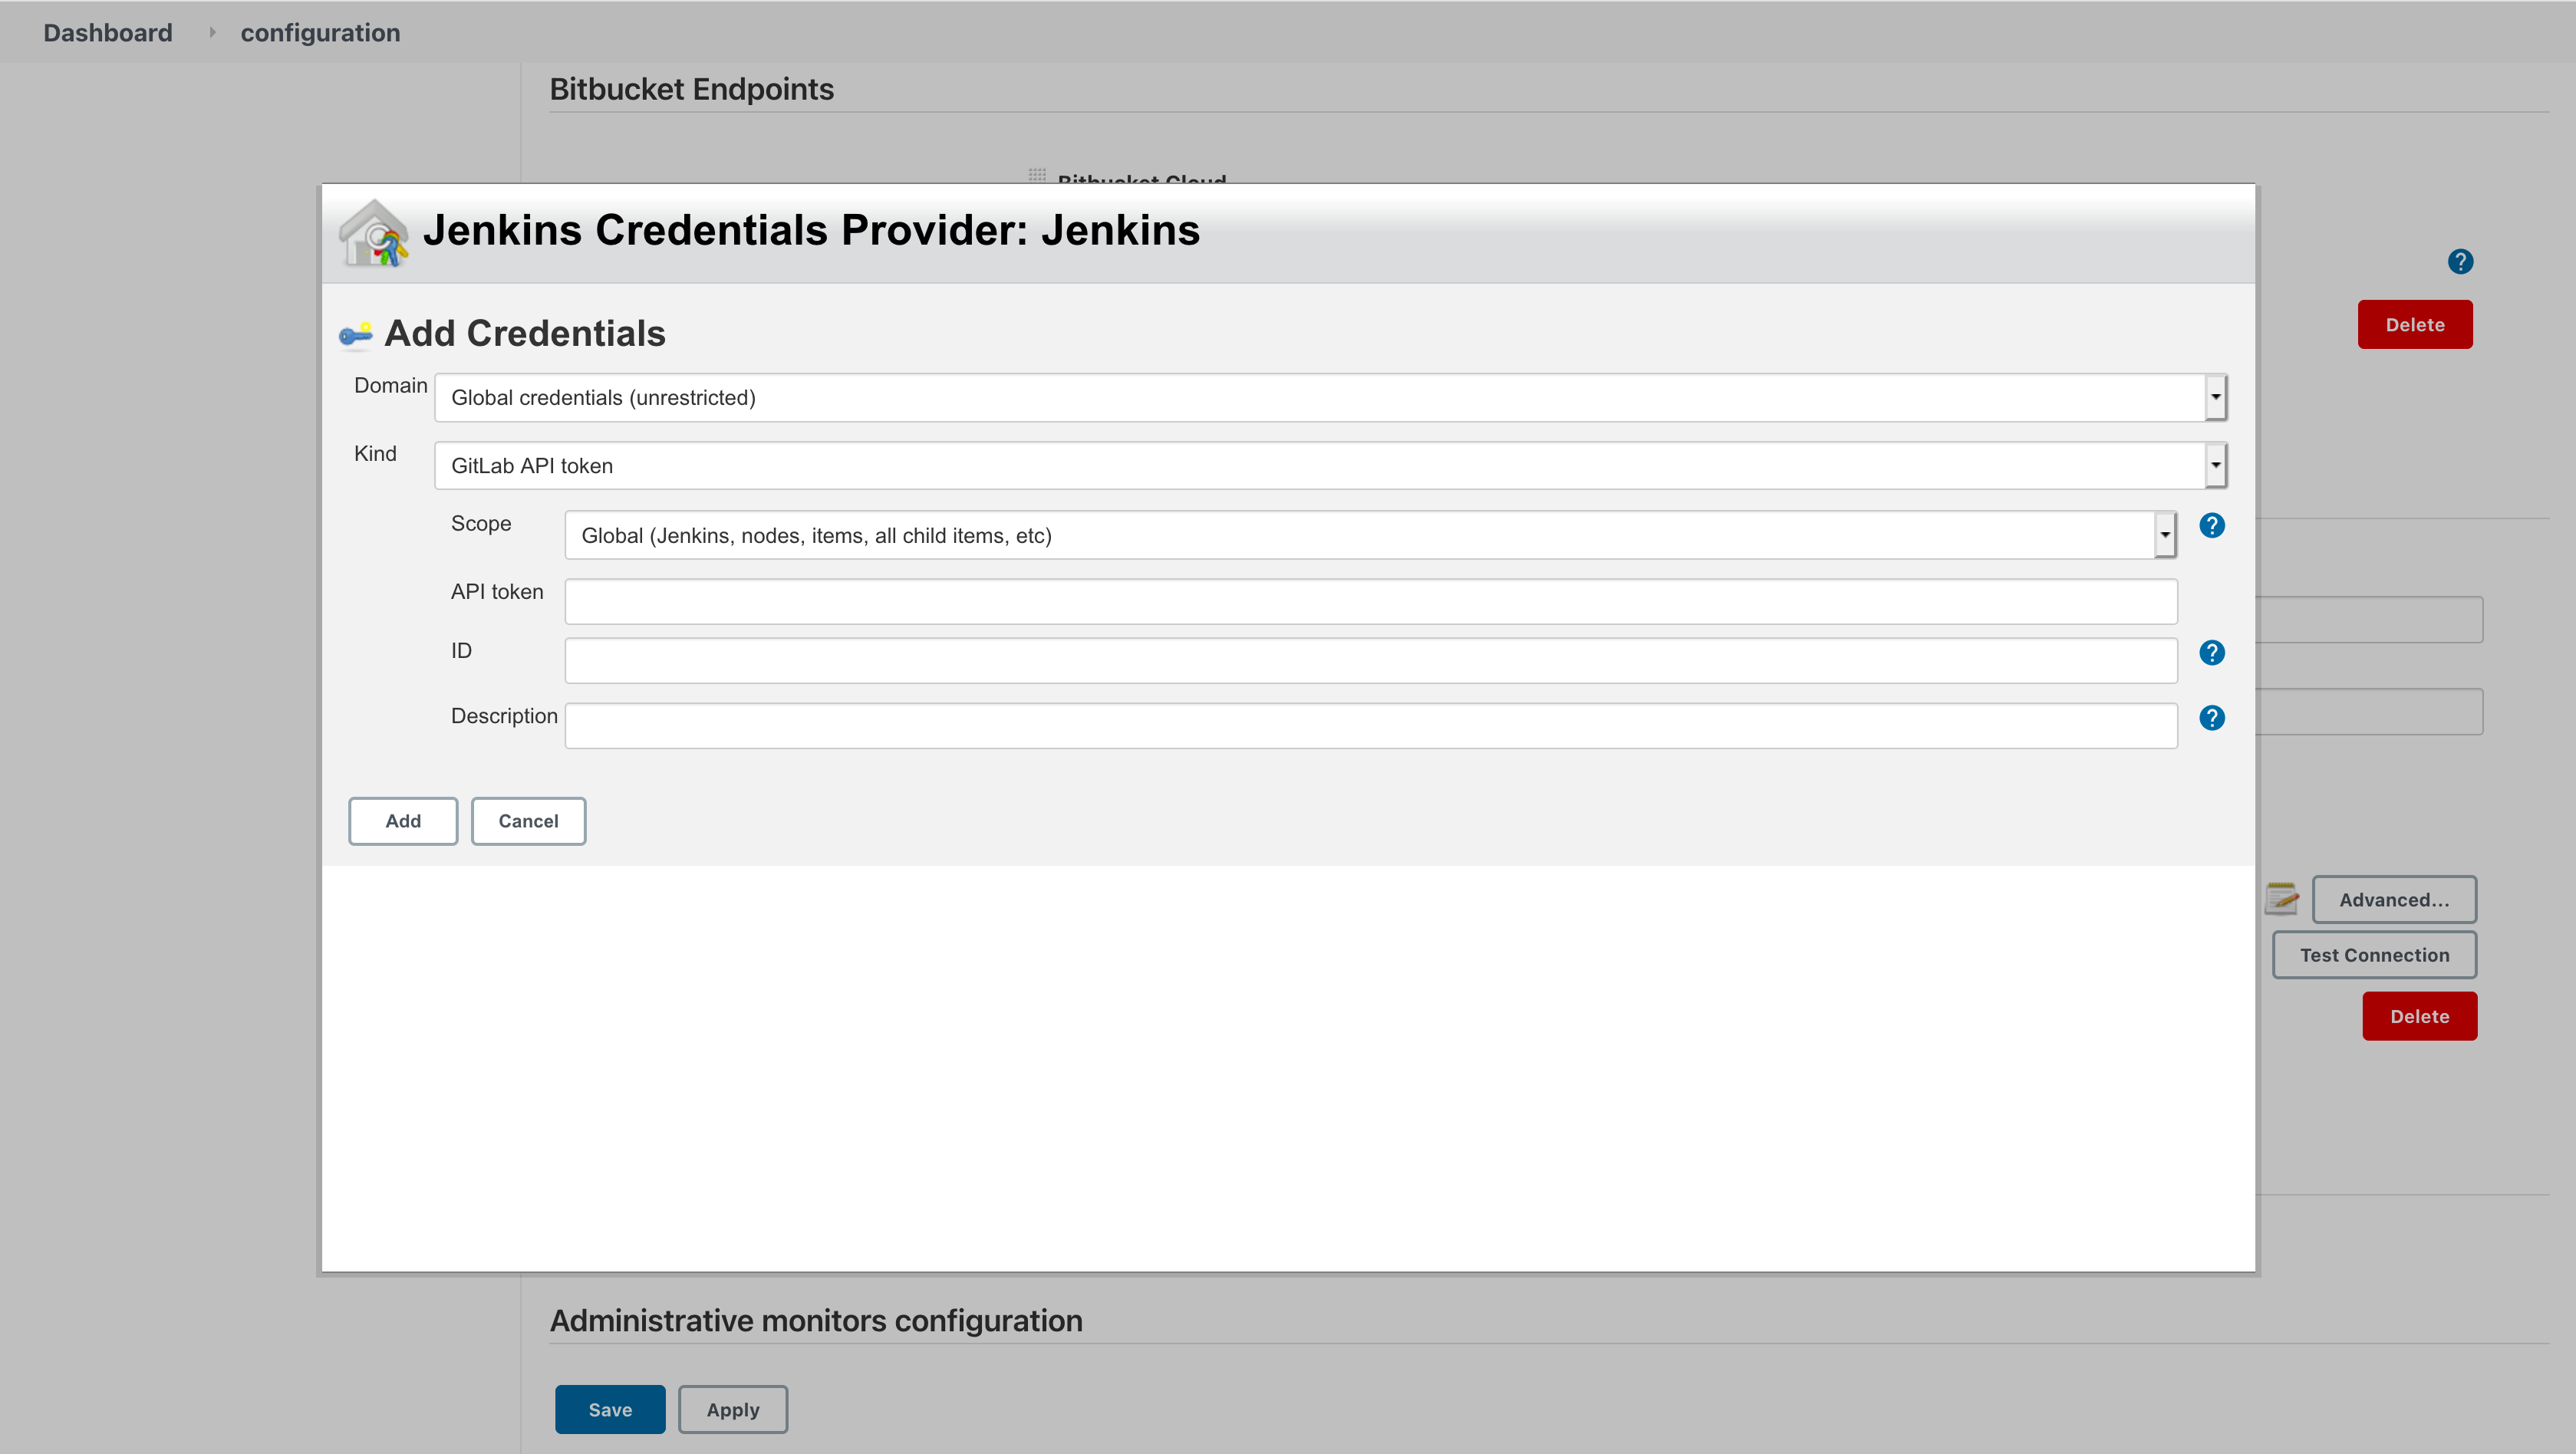 Dashboard configuration
Bitbucket Endpoints
Bitbucket Cloud
Jenkins Credentials Provider: Jenkins
?
Add Credentials
Delete
Domain Global credentials (unrestricted)
Kind GitLab API token
Scope Global (Jenkins, nodes, items, all child items, etc) ?
API token
ID ?
Description ?
Add Cancel
Advanced...
Test Connection
Delete
Administrative monitors configuration
Save Apply